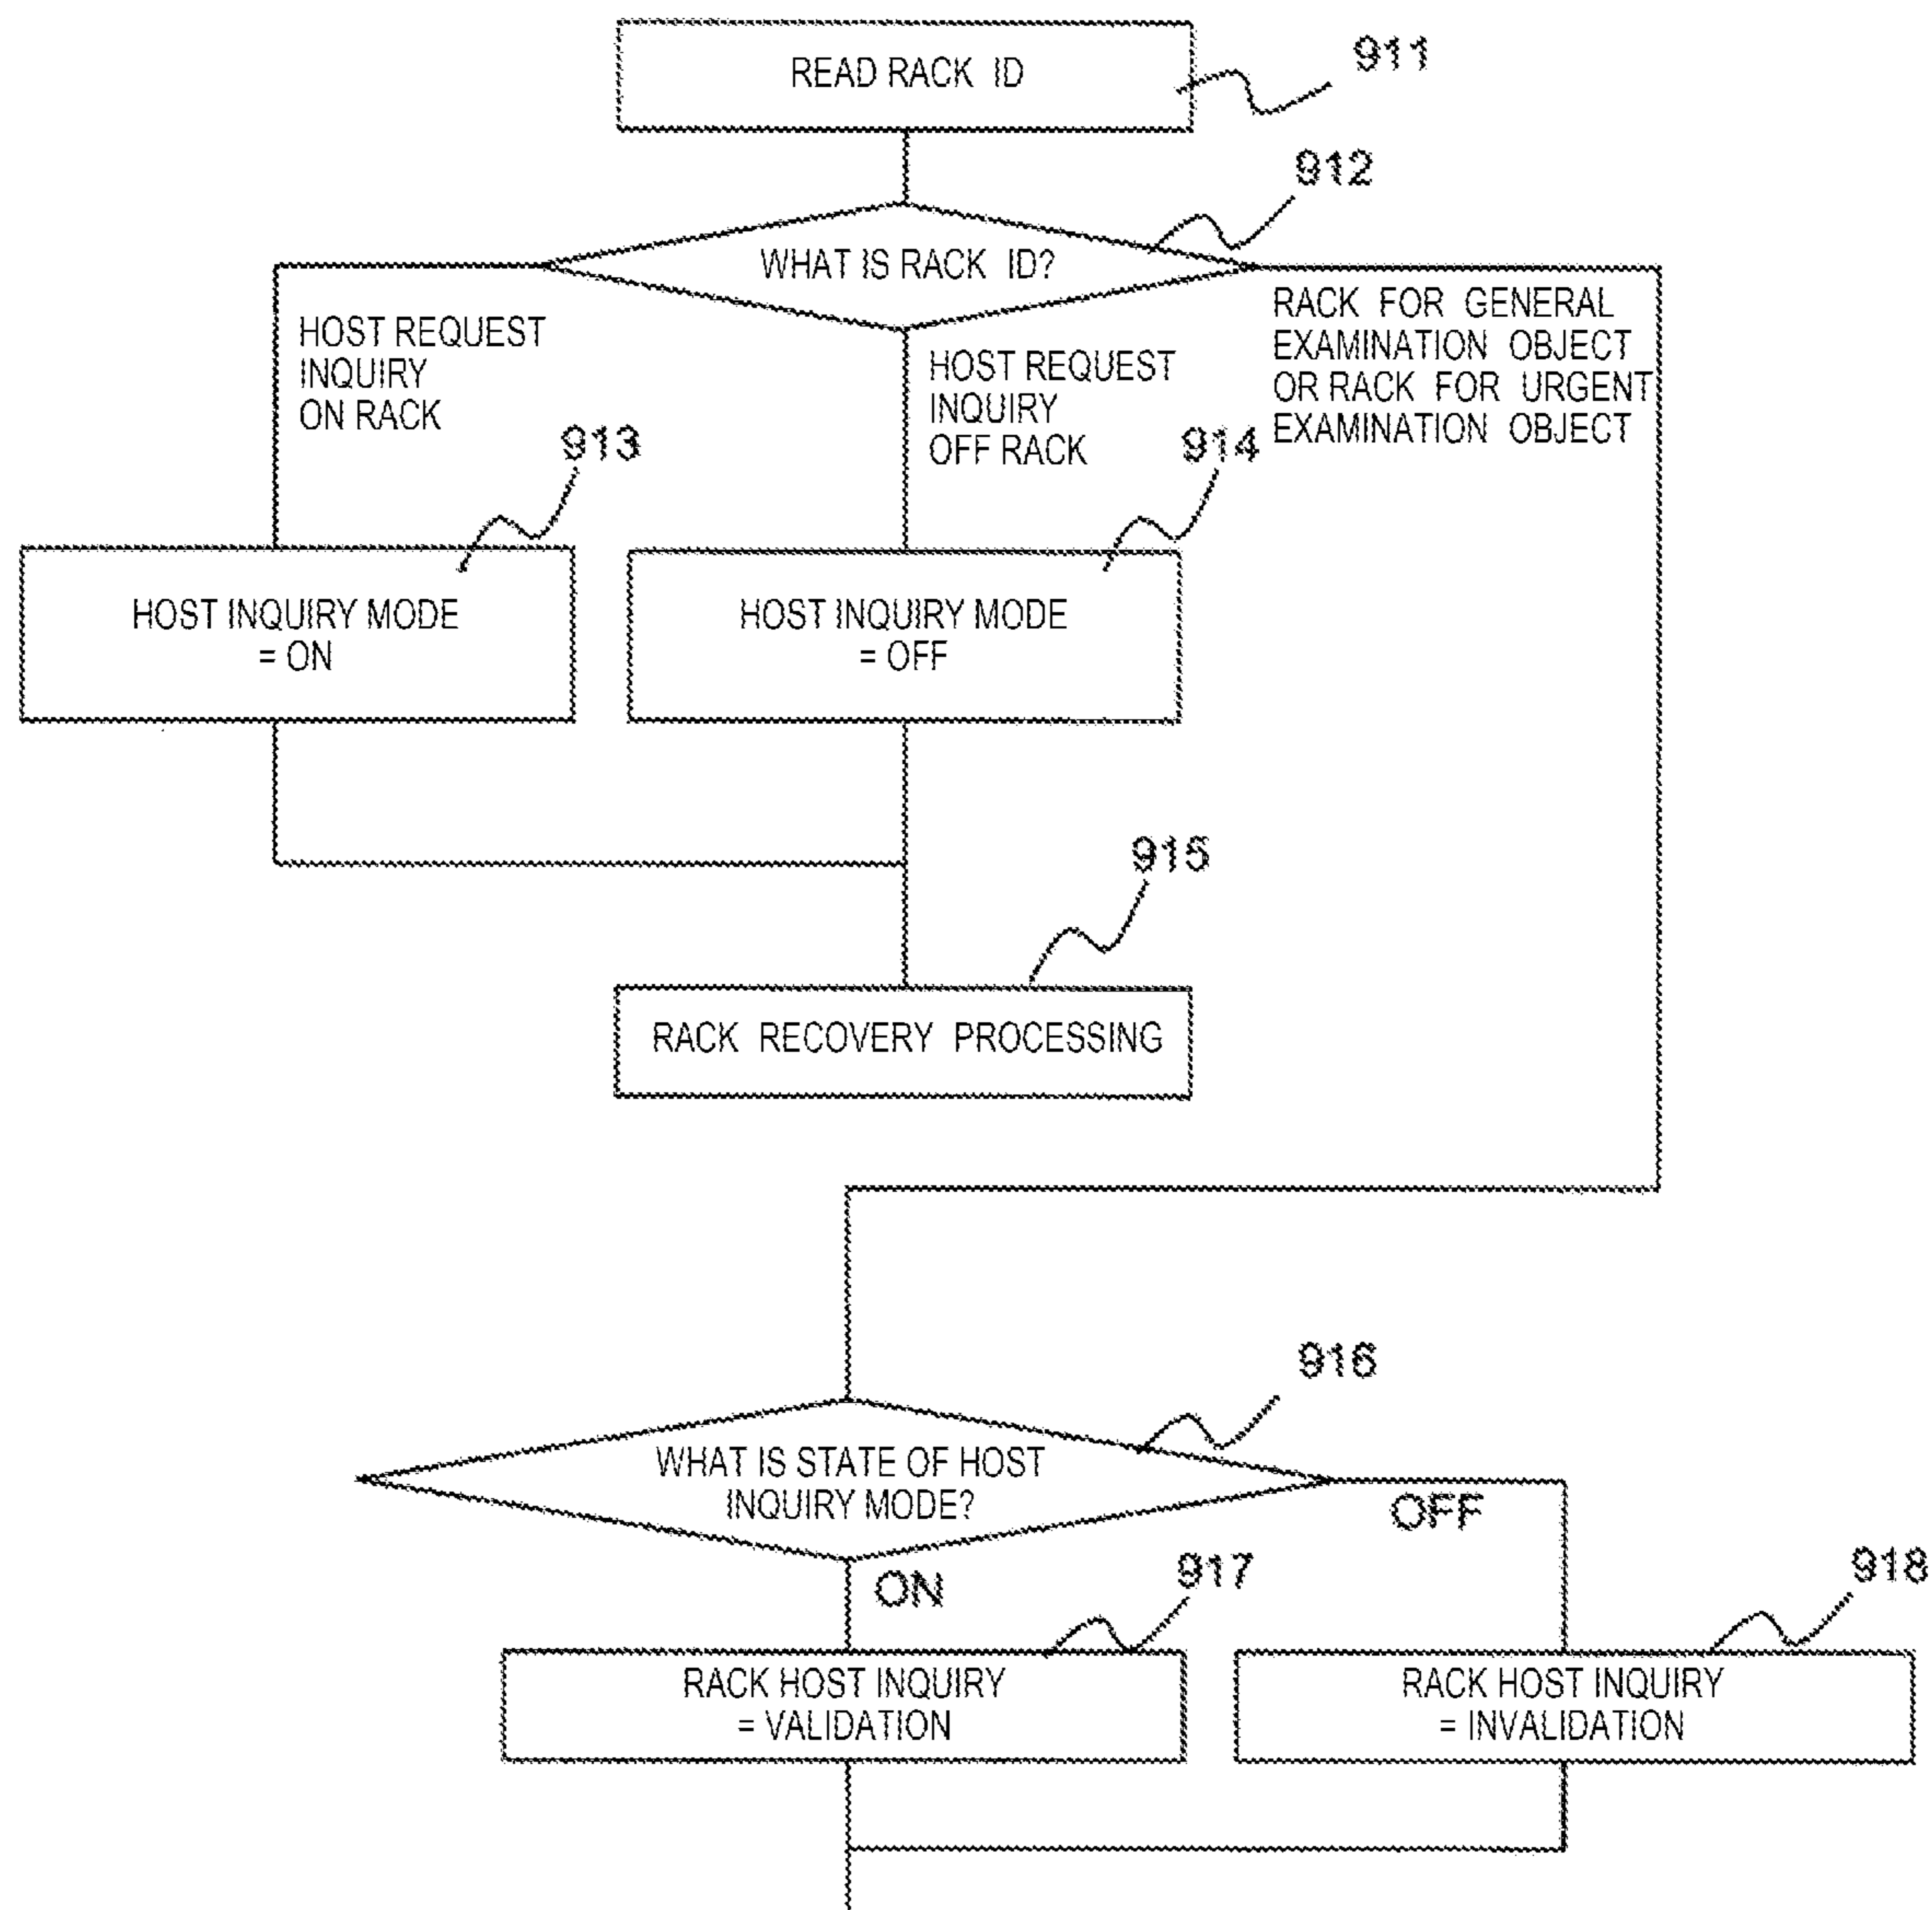 READ RACK ID
911
912
WHAT IS RACK ID?
HOST REQUEST
INQUIRY
ON RACK
HOST REQUEST
INQUIRY
OFF RACK
RACK FOR GENERAL
EXAMINATION OBJECT
OR RACK FOR URGENT
EXAMINATION OBJECT
913
914
HOST INQUIRY MODE
= ON
HOST INQUIRY MODE
= OFF
915
RACK RECOVERY PROCESSING
916
WHAT IS STATE OF HOST
INQUIRY MODE?
OFF
ON
917
918
RACK HOST INQUIRY
= VALIDATION
RACK HOST INQUIRY
= INVALIDATION